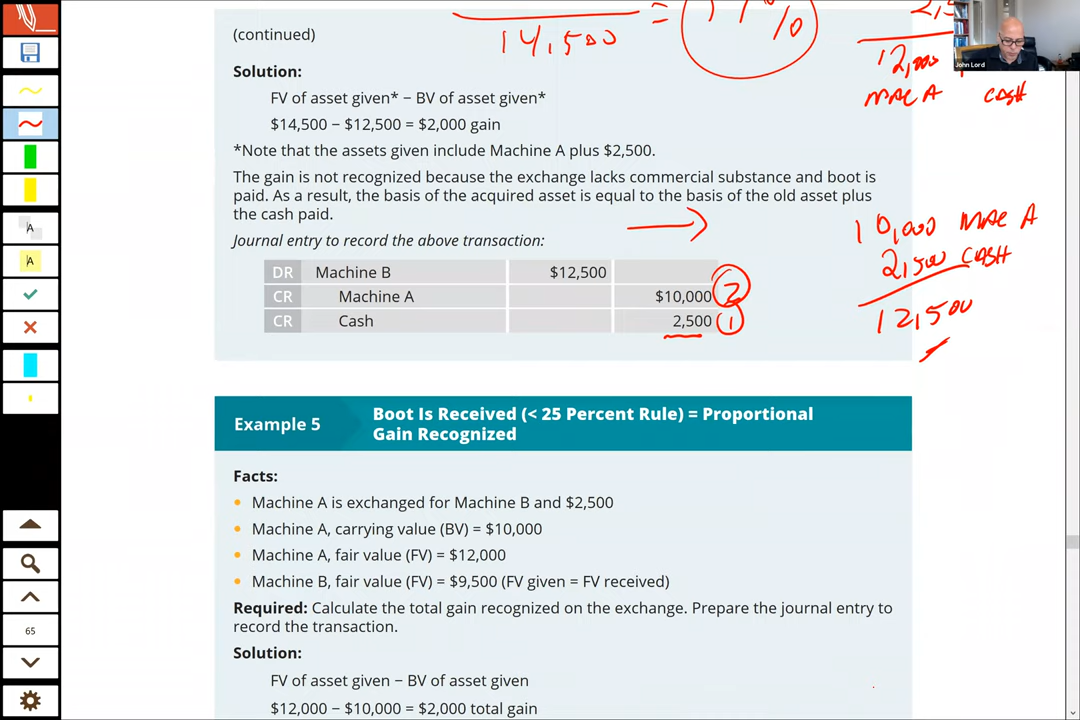 14,500
=
%
12,000
MAC A
CASH
John Lord
(continued)
Solution:
FV of asset given* − BV of asset given*
$14,500 − $12,500 = $2,000 gain
*Note that the assets given include Machine A plus $2,500.
The gain is not recognized because the exchange lacks commercial substance and boot is
paid. As a result, the basis of the acquired asset is equal to the basis of the old asset plus
the cash paid.
Journal entry to record the above transaction:
DR Machine B $12,500
CR Machine A $10,000 2
CR Cash 2,500 1
10,000 MAC A
2,500 CASH
12,500
Example 5
Boot Is Received (< 25 Percent Rule) = Proportional
Gain Recognized
Facts:
• Machine A is exchanged for Machine B and $2,500
• Machine A, carrying value (BV) = $10,000
• Machine A, fair value (FV) = $12,000
• Machine B, fair value (FV) = $9,500 (FV given = FV received)
Required: Calculate the total gain recognized on the exchange. Prepare the journal entry to
record the transaction.
Solution:
FV of asset given − BV of asset given
$12,000 − $10,000 = $2,000 total gain
A
A
65